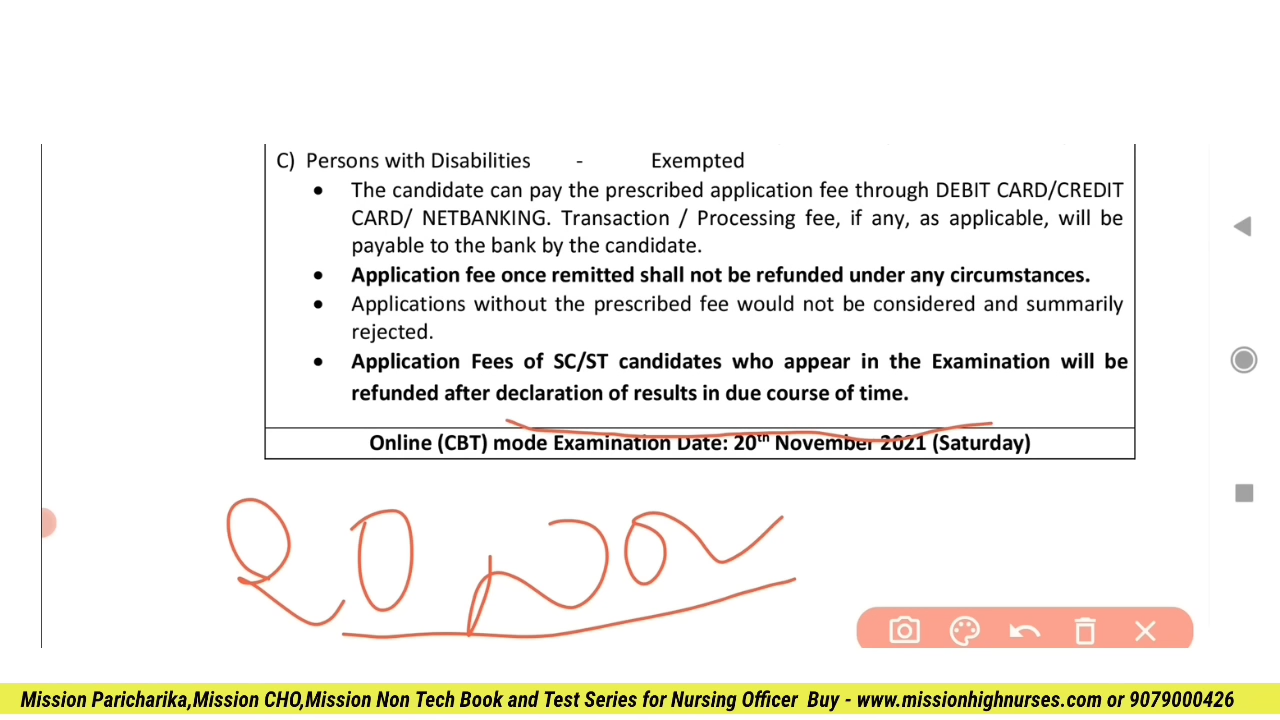 C) Persons with Disabilities - Exempted
• The candidate can pay the prescribed application fee through DEBIT CARD/CREDIT
CARD/ NETBANKING. Transaction / Processing fee, if any, as applicable, will be
payable to the bank by the candidate.
• Application fee once remitted shall not be refunded under any circumstances.
• Applications without the prescribed fee would not be considered and summarily
rejected.
• Application Fees of SC/ST candidates who appear in the Examination will be
refunded after declaration of results in due course of time.
Online (CBT) mode Examination Date: 20th November 2021 (Saturday)
20 Nov
Mission Paricharika,Mission CHO,Mission Non Tech Book and Test Series for Nursing Officer Buy - www.missionhighnurses.com or 9079000426